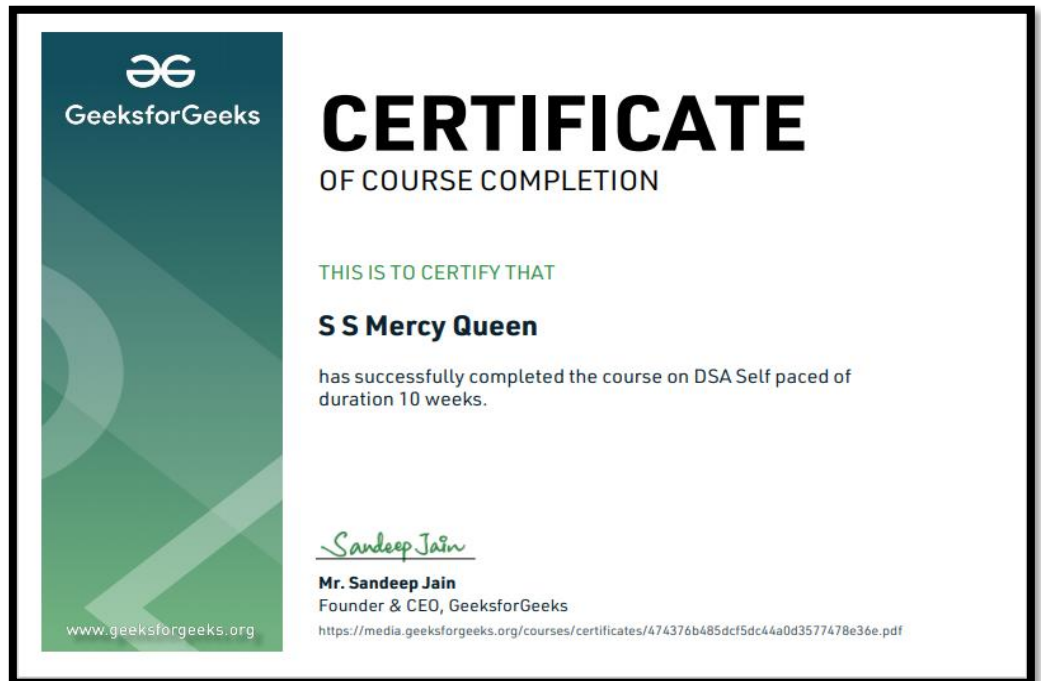 GeeksforGeeks
CERTIFICATE
OF COURSE COMPLETION
THIS IS TO CERTIFY THAT
S S Mercy Queen
has successfully completed the course on DSA Self paced of
duration 10 weeks.
Sandeep Jain
Mr. Sandeep Jain
Founder & CEO, GeeksforGeeks
www.geeksforgeeks.org
https://media.geeksforgeeks.org/courses/certificates/474376b485dcf5dc44a0d3577478e36e.pdf